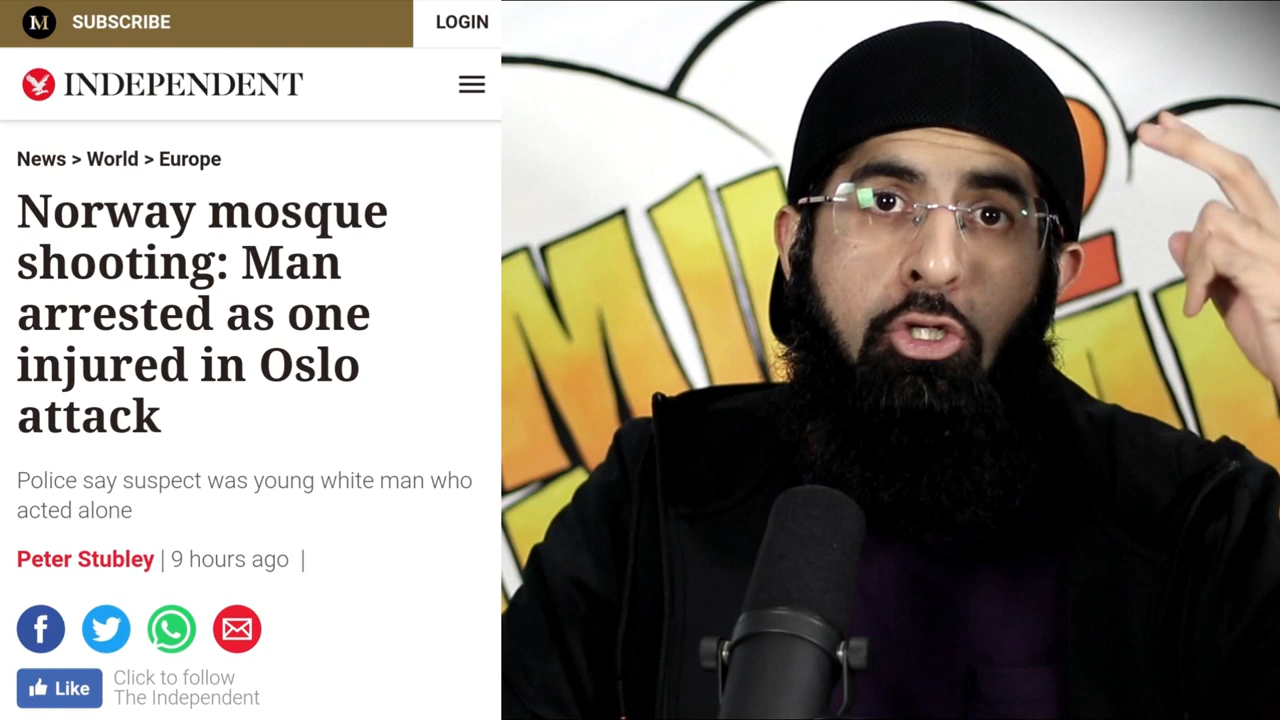 M
SUBSCRIBE
LOGIN
INDEPENDENT
News > World > Europe
Norway mosque
shooting: Man
arrested as one
injured in Oslo
attack
Police say suspect was young white man who
acted alone
Peter Stubley | 9 hours ago |
Like
Click to follow
The Independent